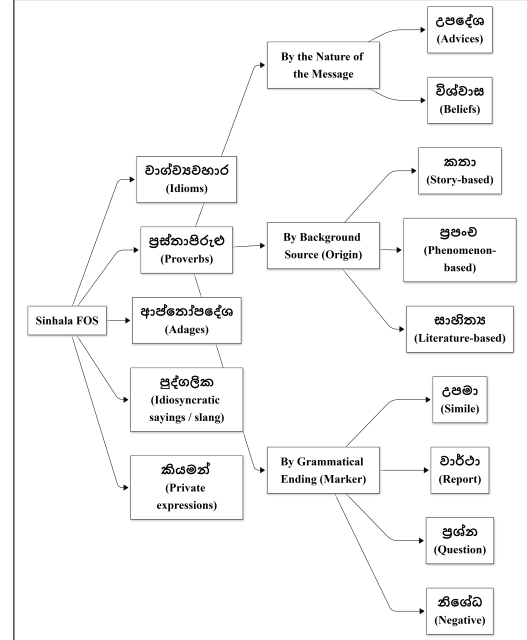 Sinhala FOS
වාග්ව්‍යවහාර
(Idioms)
ප්‍රස්තාපිරුළු
(Proverbs)
ආප්තෝපදේශ
(Adages)
පුද්ගලික
(Idiosyncratic
sayings / slang)
කියමන්
(Private
expressions)
By the Nature of
the Message
By Background
Source (Origin)
By Grammatical
Ending (Marker)
උපදේශ
(Advices)
විශ්වාස
(Beliefs)
කතා
(Story-based)
ප්‍රපංච
(Phenomenon-
based)
සාහිත්‍ය
(Literature-based)
උපමා
(Simile)
වාර්ථා
(Report)
ප්‍රශ්න
(Question)
නිශේධ
(Negative)